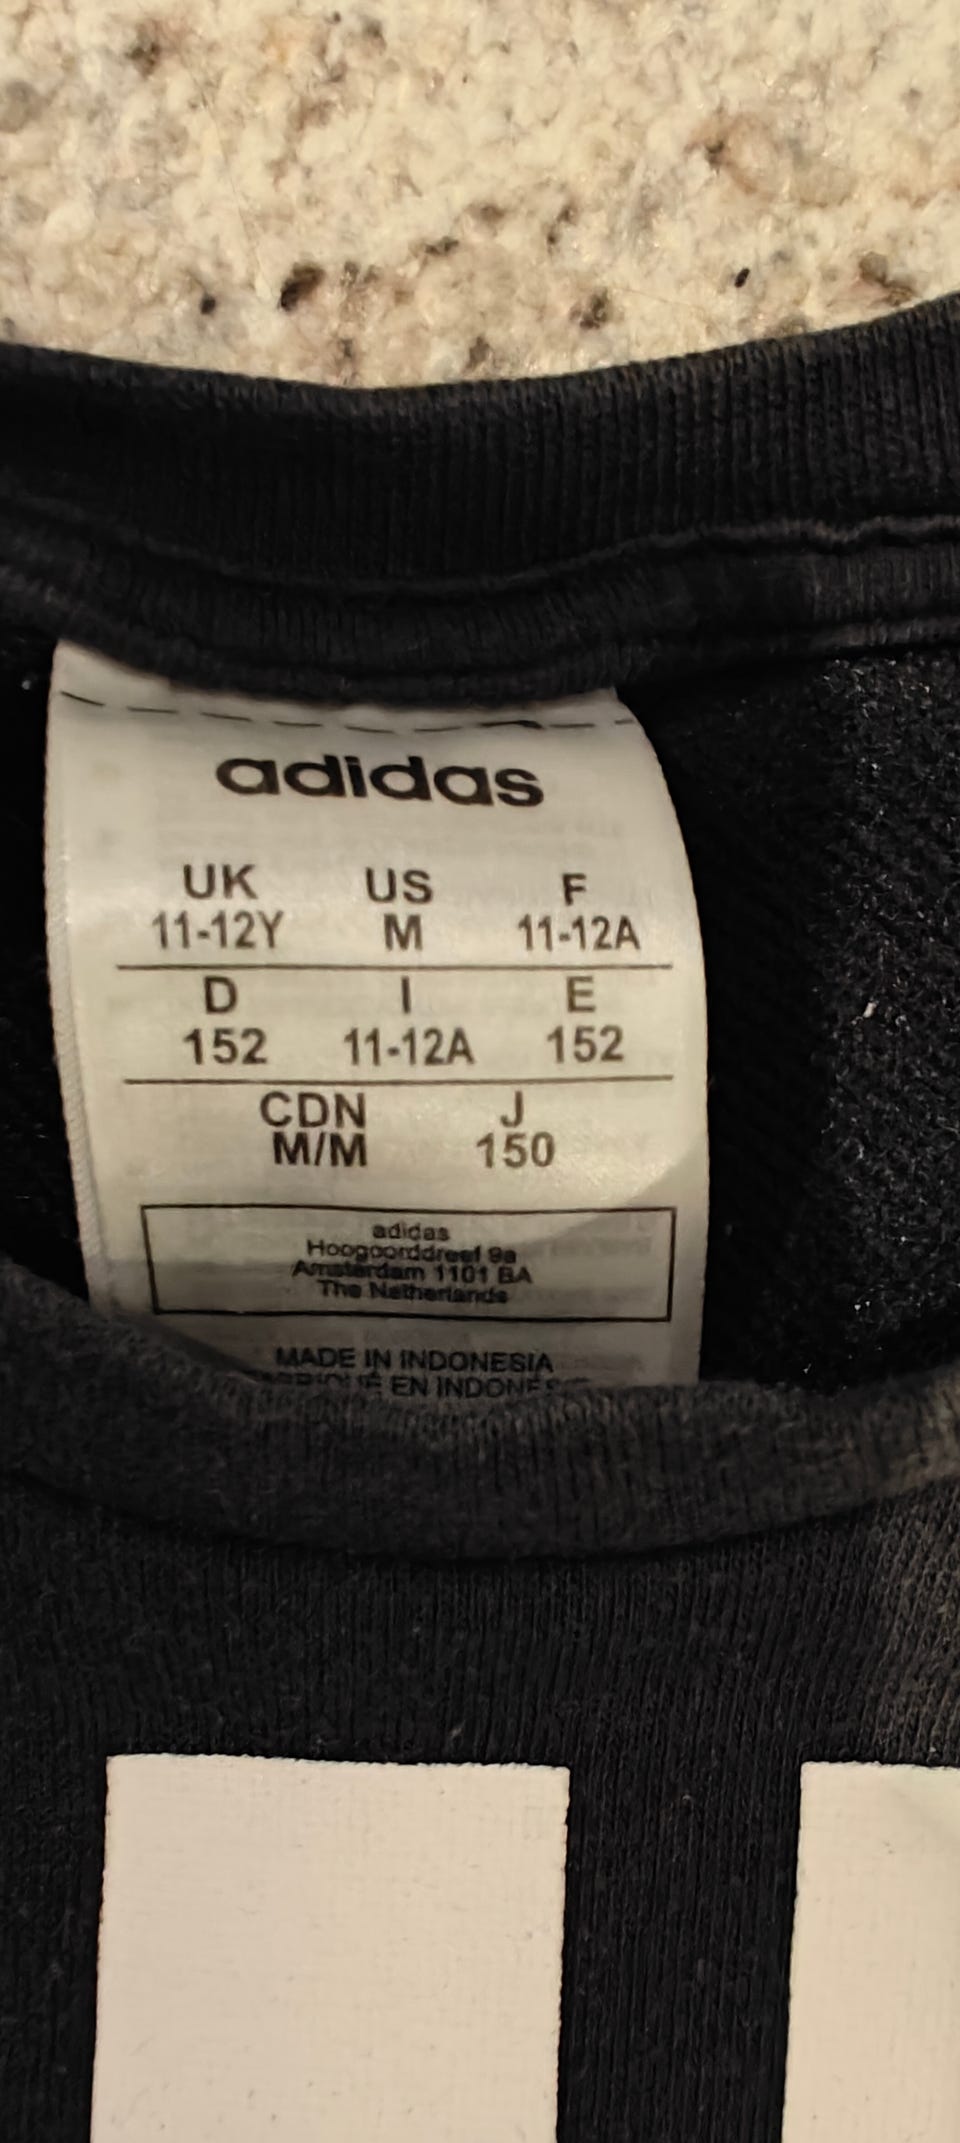 adidas
UK US F
11-12Y M 11-12A
D I E
152 11-12A 152
CDN J
M/M 150
adidas
Hoogoorddreef 9a
Amsterdam 1101 BA
The Netherlands
MADE IN INDONESIA
EN